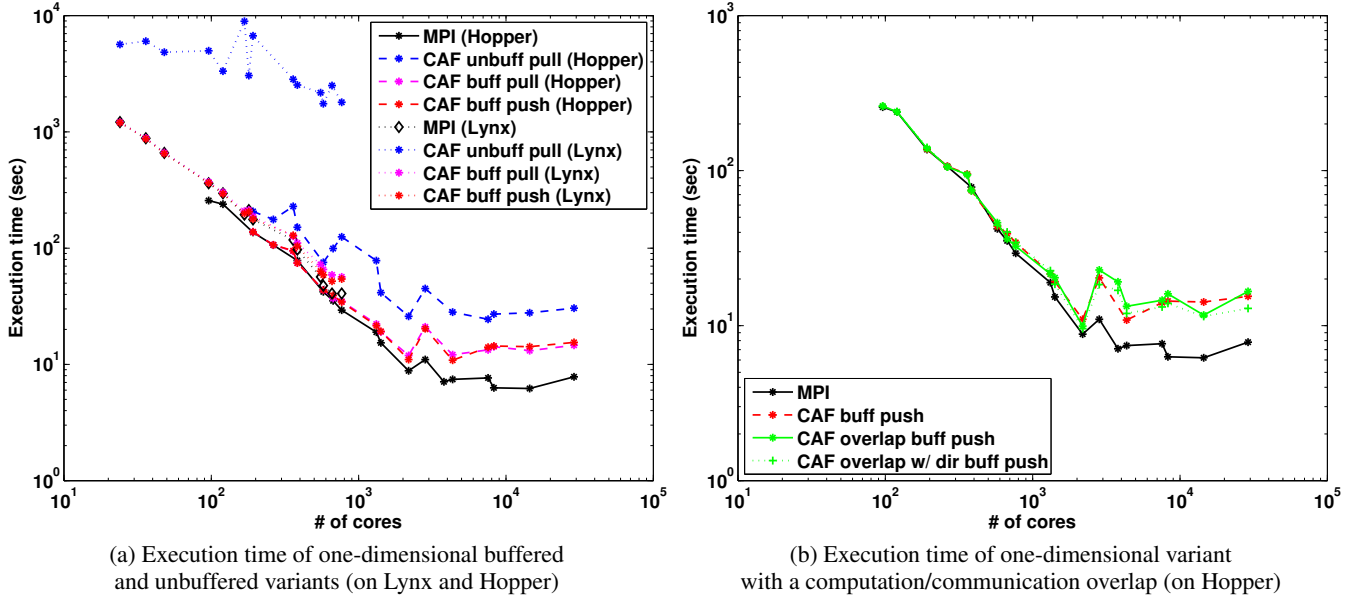 10^5
10^4
10^3
10^2
10^1
10^0
Execution time (sec)
10^1
10^2
10^3
10^4
10^5
# of cores
MPI (Hopper)
CAF unbuff pull (Hopper)
CAF buff pull (Hopper)
CAF buff push (Hopper)
MPI (Lynx)
CAF unbuff pull (Lynx)
CAF buff pull (Lynx)
CAF buff push (Lynx)
(a) Execution time of one-dimensional buffered
and unbuffered variants (on Lynx and Hopper)
10^3
10^2
10^1
10^0
Execution time (sec)
10^1
10^2
10^3
10^4
10^5
# of cores
MPI
CAF buff push
CAF overlap buff push
CAF overlap w/ dir buff push
(b) Execution time of one-dimensional variant
with a computation/communication overlap (on Hopper)